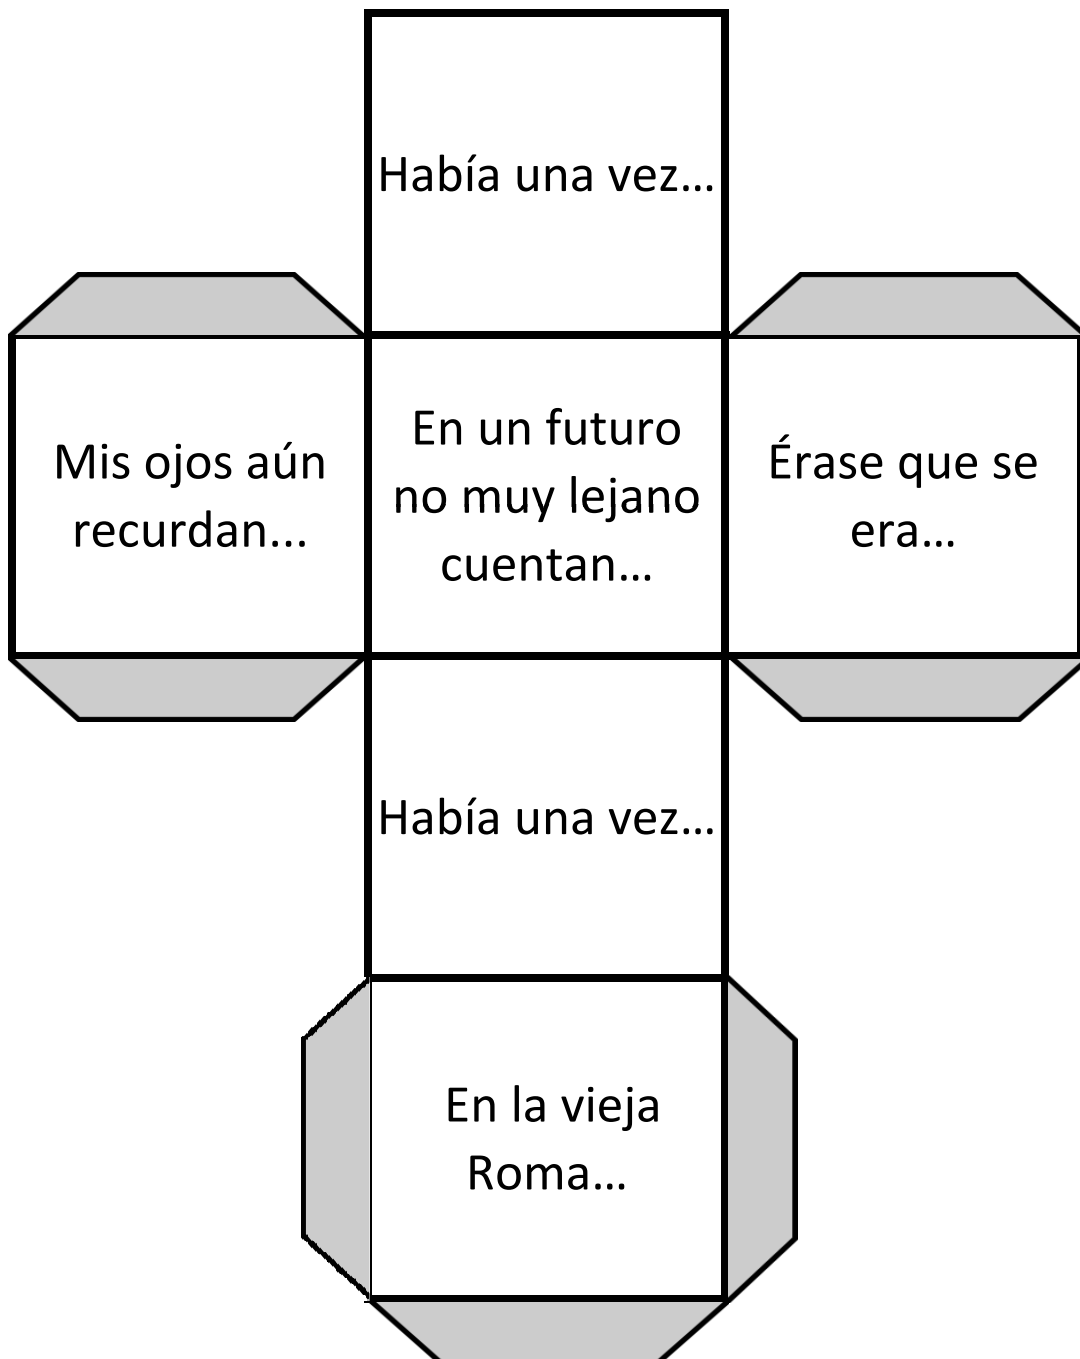 Había una vez...
En un futuro
no muy lejano
cuentan...
Mis ojos aún
recurdan...
Érase que se
era...
Había una vez...
En la vieja
Roma...